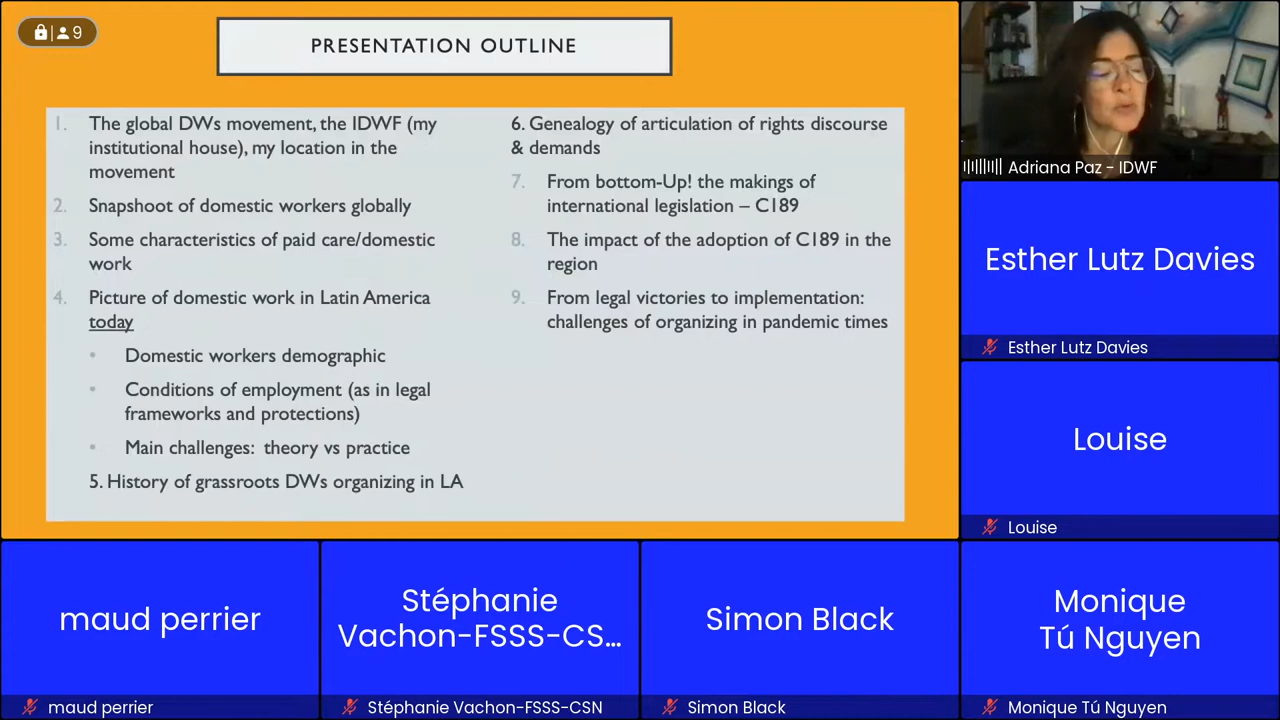 9
PRESENTATION OUTLINE
1. The global DWs movement, the IDWF (my
institutional house), my location in the
movement
2. Snapshoot of domestic workers globally
3. Some characteristics of paid care/domestic
work
4. Picture of domestic work in Latin America
today
• Domestic workers demographic
• Conditions of employment (as in legal
frameworks and protections)
• Main challenges: theory vs practice
5. History of grassroots DWs organizing in LA
6. Genealogy of articulation of rights discourse
& demands
7. From bottom-Up! the makings of
international legislation – C189
8. The impact of the adoption of C189 in the
region
9. From legal victories to implementation:
challenges of organizing in pandemic times
Adriana Paz - IDWF
Esther Lutz Davies
Esther Lutz Davies
Louise
Louise
maud perrier
maud perrier
Stéphanie
Vachon-FSSS-CS...
Stéphanie Vachon-FSSS-CSN
Simon Black
Simon Black
Monique
Tú Nguyen
Monique Tú Nguyen